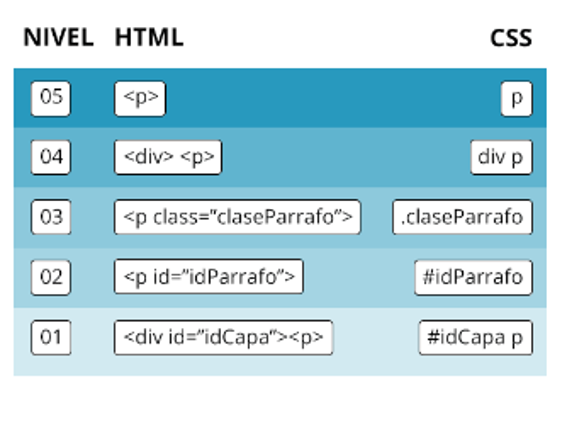 NIVEL HTML CSS
05 <p> p
04 <div> <p> div p
03 <p class="claseParrafo"> .claseParrafo
02 <p id="idParrafo"> #idParrafo
01 <div id="idCapa"><p> #idCapa p